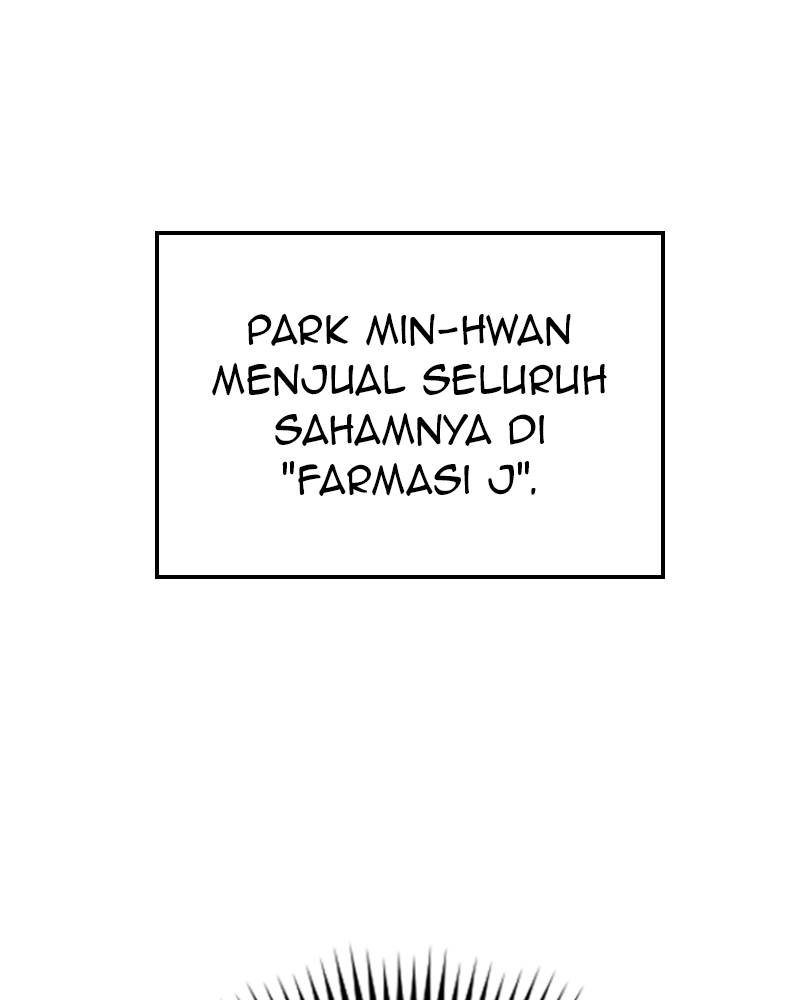 PARK MIN-HWAN
MENJUAL SELURUH
SAHAMNYA DI
"FARMASI J".